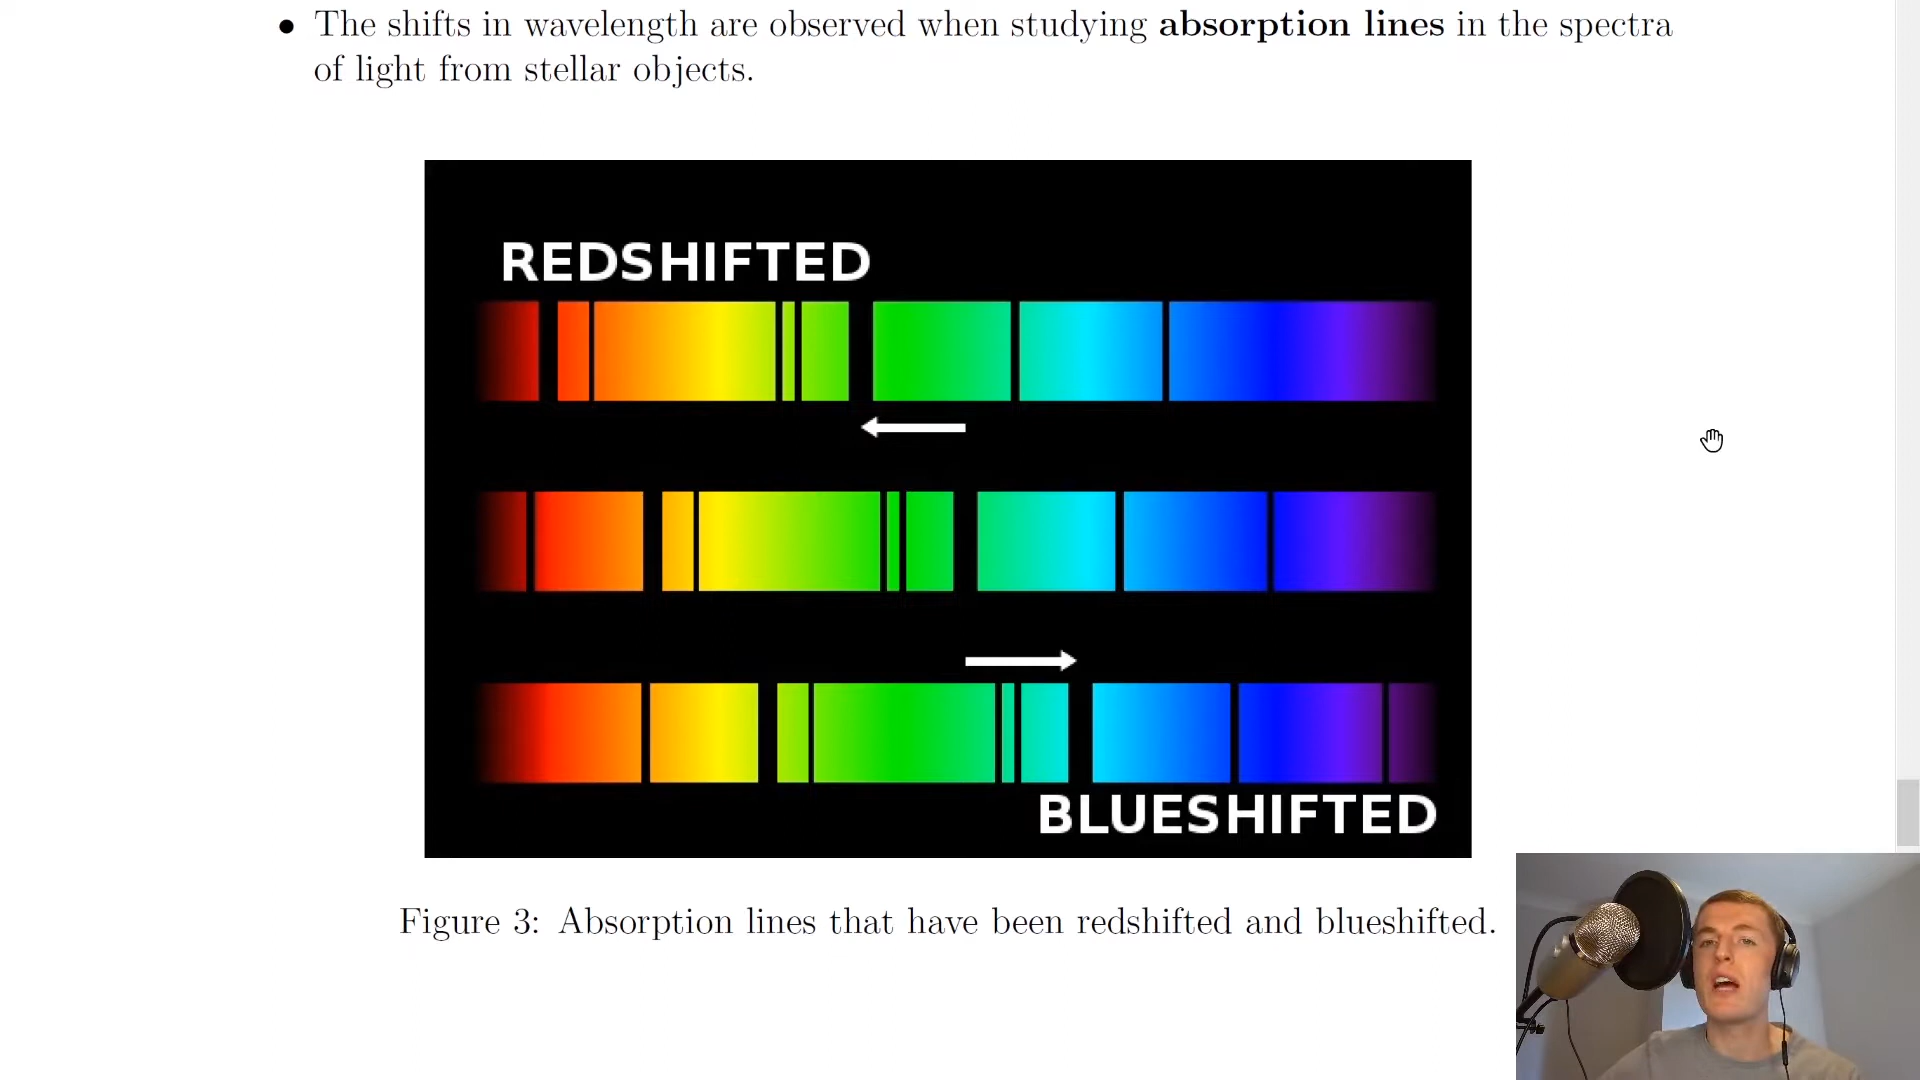 • The shifts in wavelength are observed when studying absorption lines in the spectra
of light from stellar objects.
REDSHIFTED
BLUESHIFTED
Figure 3: Absorption lines that have been redshifted and blueshifted.